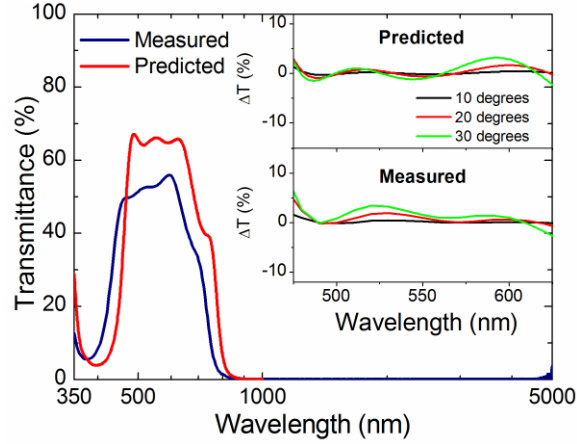 Transmittance (%)
100
80
60
40
20
0
Measured
Predicted
350
500
1000
5000
Wavelength (nm)
ΔT (%)
10
0
-10
Predicted
10 degrees
20 degrees
30 degrees
ΔT (%)
10
0
-10
Measured
500
550
600
Wavelength (nm)